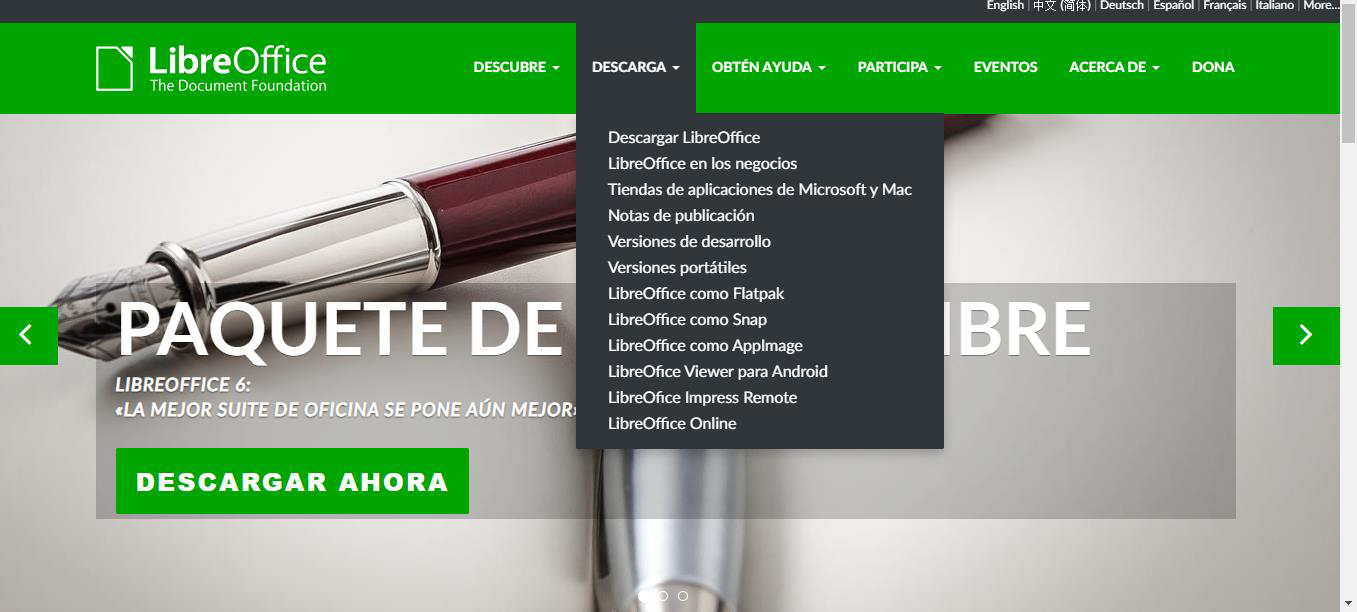 English | 中文 (简体) | Deutsch | Español | Français | Italiano | More...
LibreOffice
The Document Foundation
DESCUBRE
DESCARGA
OBTÉN AYUDA
PARTICIPA
EVENTOS
ACERCA DE
DONA
Descargar LibreOffice
LibreOffice en los negocios
Tiendas de aplicaciones de Microsoft y Mac
Notas de publicación
Versiones de desarrollo
Versiones portátiles
LibreOffice como Flatpak
LibreOffice como Snap
LibreOffice como AppImage
LibreOfice Viewer para Android
LibreOfice Impress Remote
LibreOffice Online
PAQUETE DE IBRE
LIBREOFFICE 6:
«LA MEJOR SUITE DE OFICINA SE PONE AÚN MEJOR»
DESCARGAR AHORA